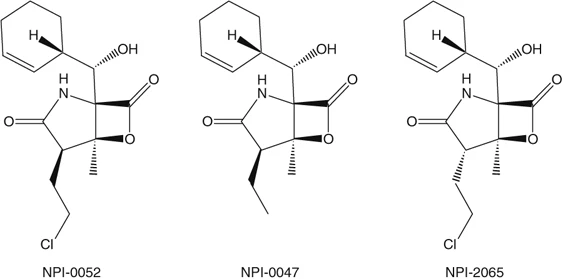 H OH H OH H OH
H N O H N O H N O
O O O O O O
Cl Cl
NPI-0052 NPI-0047 NPI-2065